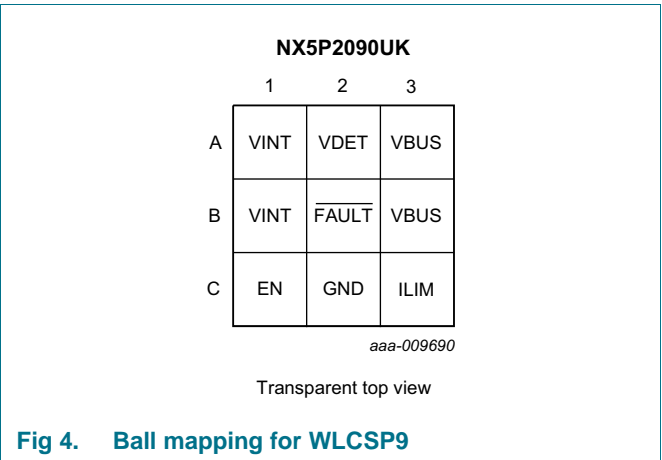 NX5P2090UK
1 2 3
A VINT VDET VBUS
B VINT FAULT VBUS
C EN GND ILIM
aaa-009690
Transparent top view
Fig 4. Ball mapping for WLCSP9